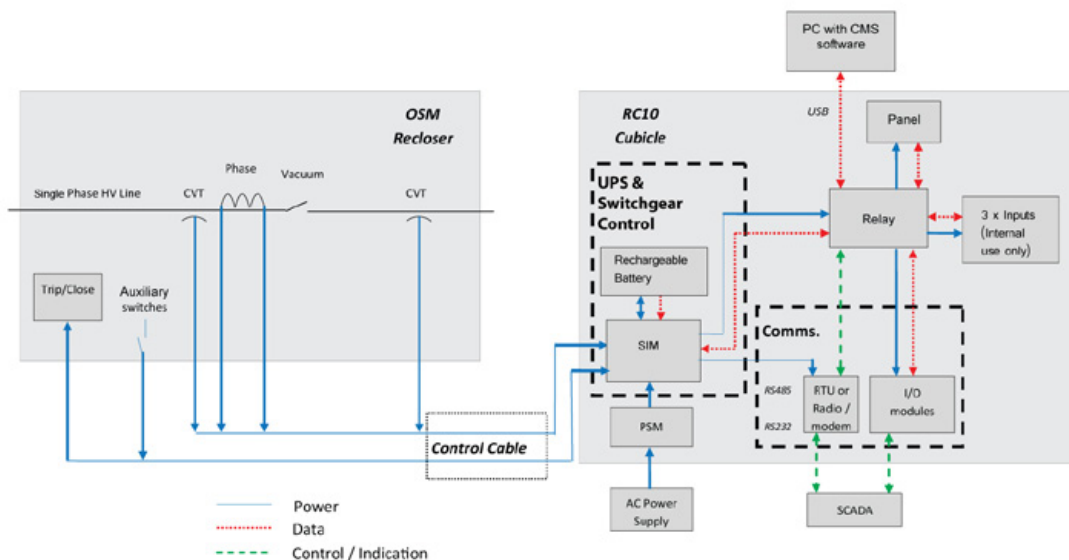 PC with CMS
software
OSM
Recloser
RC10
Cubicle
USB
Panel
Phase
Vacuum
Single Phase HV Line
CVT
CVT
UPS &
Switchgear
Control
Relay
3 x Inputs
(Internal
use only)
Rechargeable
Battery
Trip/Close
Auxiliary
switches
SIM
Comms.
RS485
RS232
RTU or
Radio /
modem
I/O
modules
PSM
Control Cable
AC Power
Supply
SCADA
Power
Data
Control / Indication